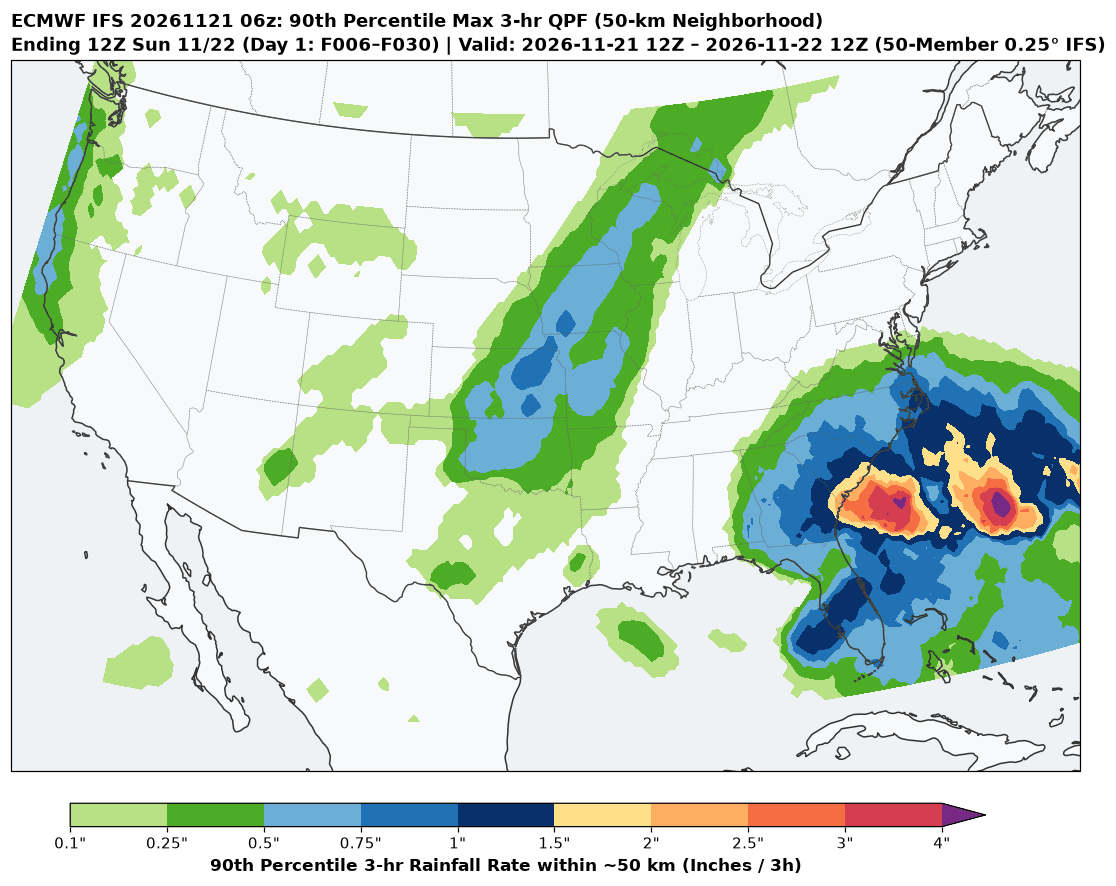 ECMWF IFS 20261121 06z: 90th Percentile Max 3-hr QPF (50-km Neighborhood)
Ending 12Z Sun 11/22 (Day 1: F006–F030) | Valid: 2026-11-21 12Z – 2026-11-22 12Z (50-Member 0.25° IFS)
0.1" 0.25" 0.5" 0.75" 1" 1.5" 2" 2.5" 3" 4"
90th Percentile 3-hr Rainfall Rate within ~50 km (Inches / 3h)